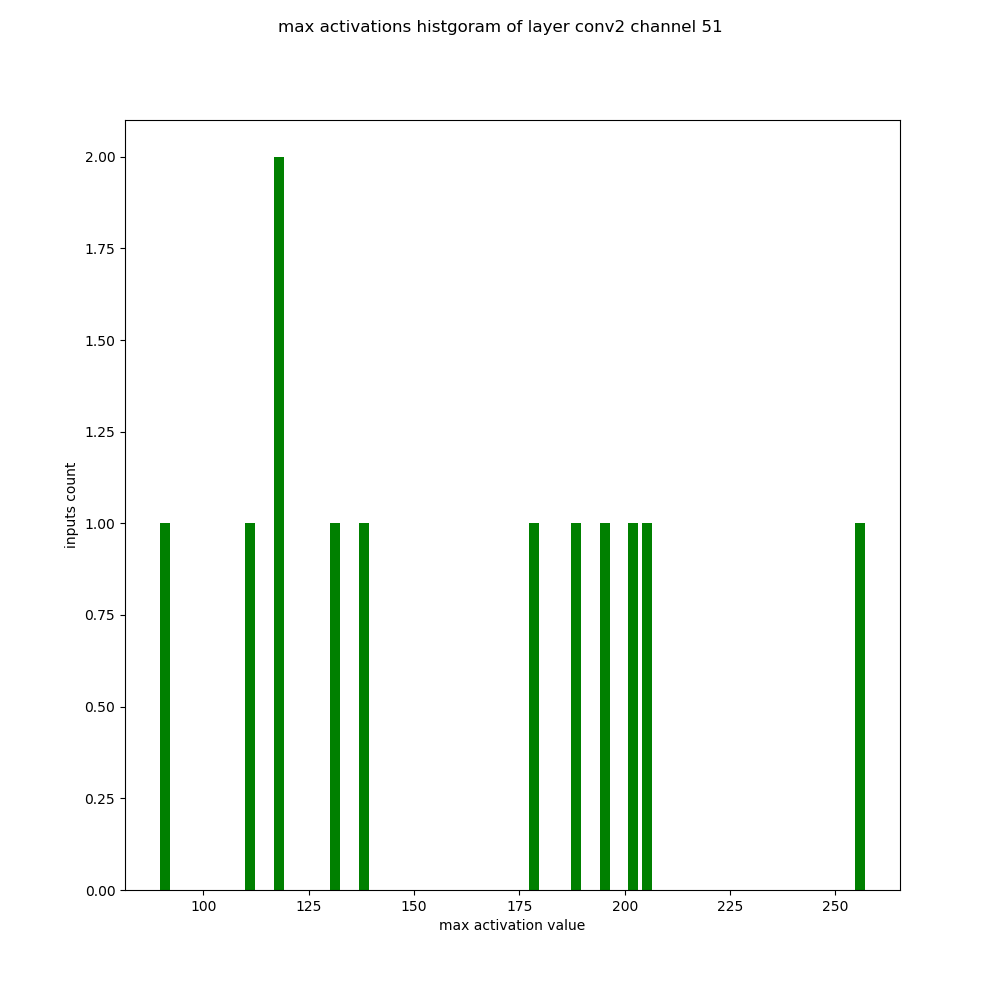 max activations histgoram of layer conv2 channel 51
2.00
1.75
1.50
1.25
1.00
0.75
0.50
0.25
0.00
inputs count
100 125 150 175 200 225 250
max activation value